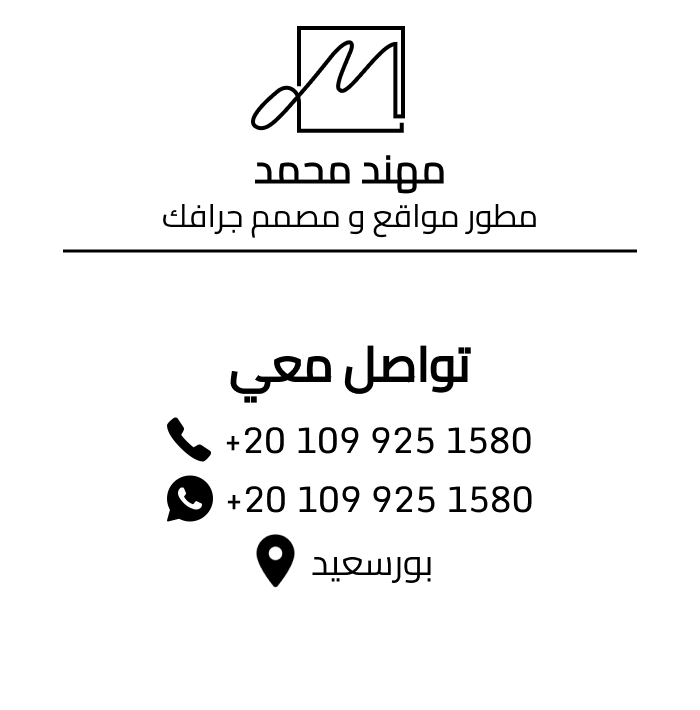 مهند محمد
مطور مواقع و مصمم جرافك
تواصل معي
+20 109 925 1580
+20 109 925 1580
بورسعيد